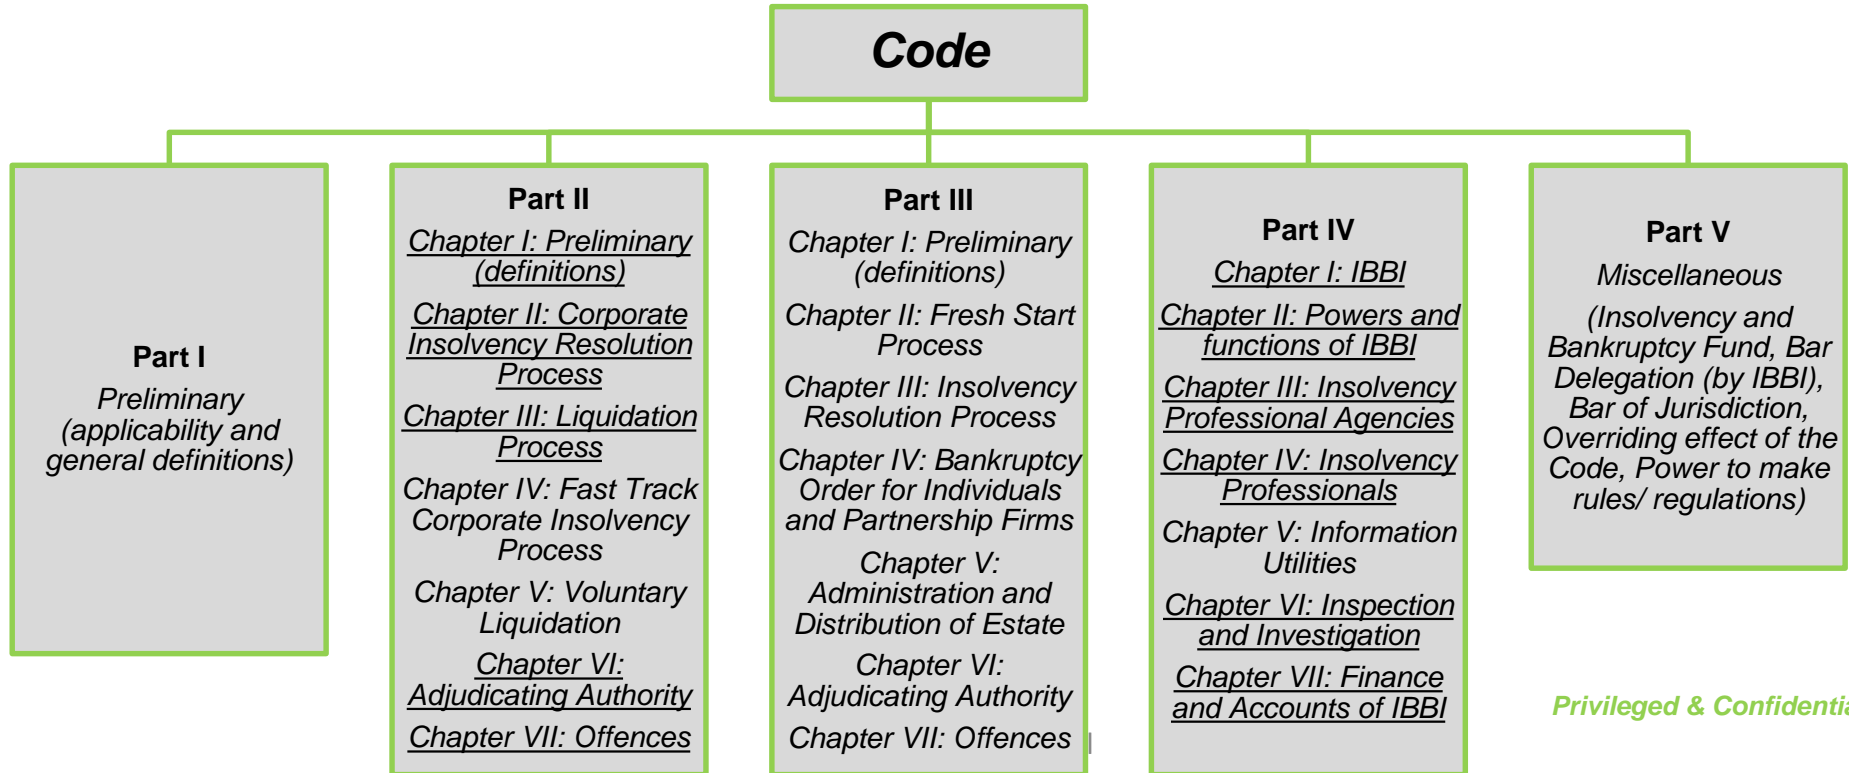 Code
Part I
Preliminary
(applicability and
general definitions)
Part II
Chapter I: Preliminary
(definitions)
Chapter II: Corporate
Insolvency Resolution
Process
Chapter III: Liquidation
Process
Chapter IV: Fast Track
Corporate Insolvency
Process
Chapter V: Voluntary
Liquidation
Chapter VI:
Adjudicating Authority
Chapter VII: Offences
Part III
Chapter I: Preliminary
(definitions)
Chapter II: Fresh Start
Process
Chapter III: Insolvency
Resolution Process
Chapter IV: Bankruptcy
Order for Individuals
and Partnership Firms
Chapter V:
Administration and
Distribution of Estate
Chapter VI:
Adjudicating Authority
Chapter VII: Offences
Part IV
Chapter I: IBBI
Chapter II: Powers and
functions of IBBI
Chapter III: Insolvency
Professional Agencies
Chapter IV: Insolvency
Professionals
Chapter V: Information
Utilities
Chapter VI: Inspection
and Investigation
Chapter VII: Finance
and Accounts of IBBI
Part V
Miscellaneous
(Insolvency and
Bankruptcy Fund, Bar
Delegation (by IBBI),
Bar of Jurisdiction,
Overriding effect of the
Code, Power to make
rules/ regulations)
Privileged & Confidentia